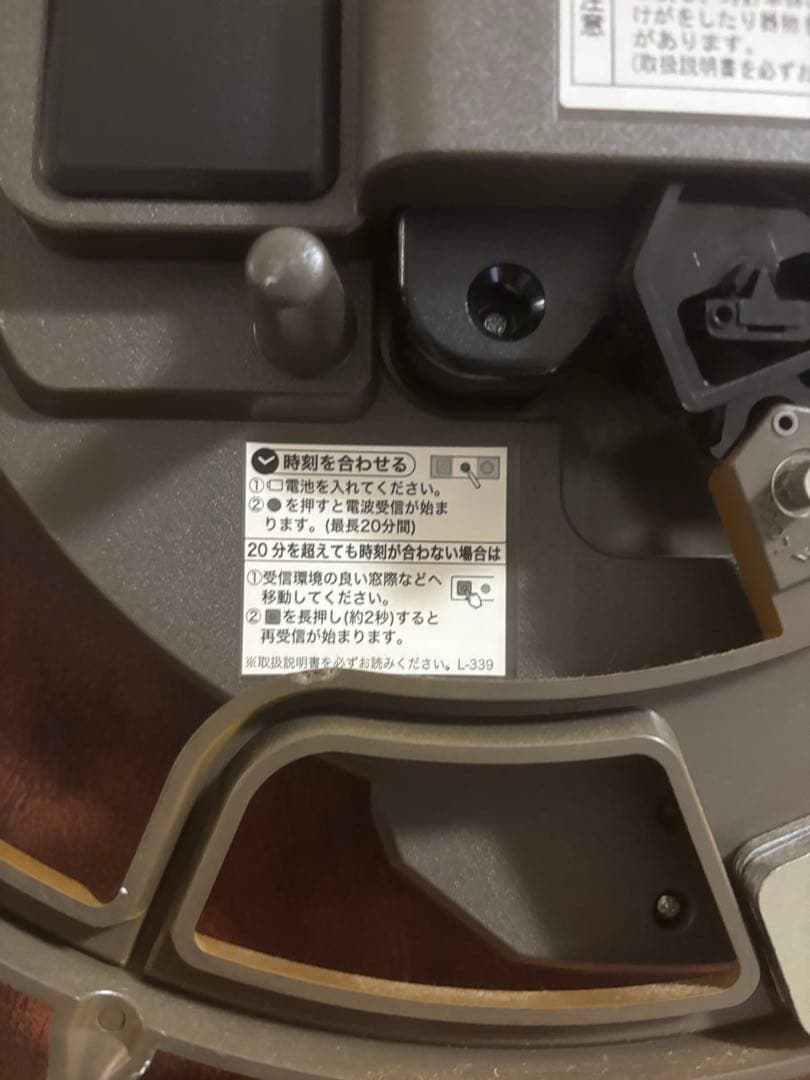 注意
けがをしたり器物
があります。
(取扱説明書を必ずお
時刻を合わせる
①電池を入れてください。
②●を押すと電波受信が始ま
ります。(最長20分間)
20分を超えても時刻が合わない場合は
①受信環境の良い窓際などへ
移動してください。
②■を長押し(約2秒)すると
再受信が始まります。
※取扱説明書を必ずお読みください。L-339